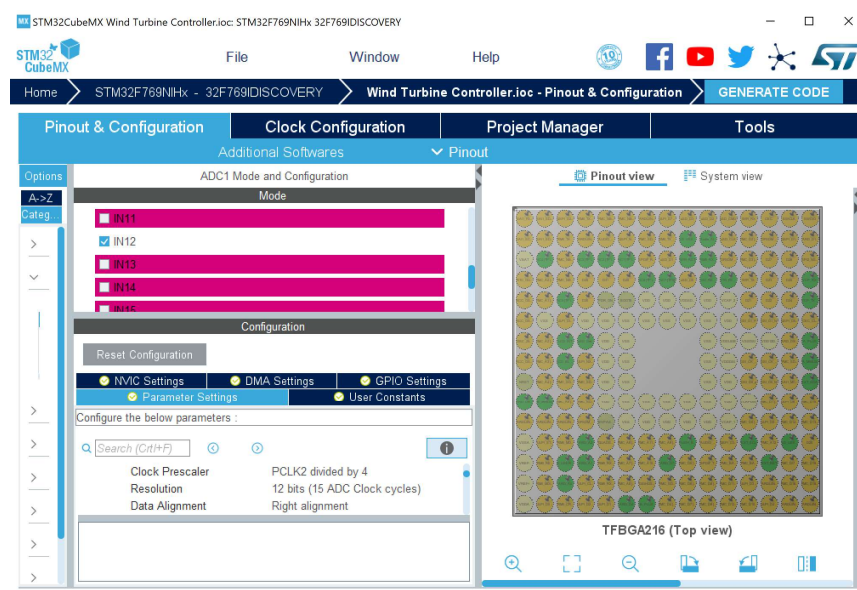 MX STM32CubeMX Wind Turbine Controller.ioc: STM32F769NIHx 32F769IDISCOVERY
STM32 CubeMX
File Window Help 10
Home STM32F769NIHx - 32F769IDISCOVERY Wind Turbine Controller.ioc - Pinout & Configuration GENERATE CODE
Pinout & Configuration Clock Configuration Project Manager Tools
Additional Softwares Pinout
Options ADC1 Mode and Configuration Pinout view System view
A->Z Mode
Categ...
IN11
IN12
IN13
IN14
IN15
Configuration
Reset Configuration
NVIC Settings DMA Settings GPIO Settings
Parameter Settings User Constants
Configure the below parameters :
Search (Crtl+F)
Clock Prescaler PCLK2 divided by 4
Resolution 12 bits (15 ADC Clock cycles)
Data Alignment Right alignment
TFBGA216 (Top view)